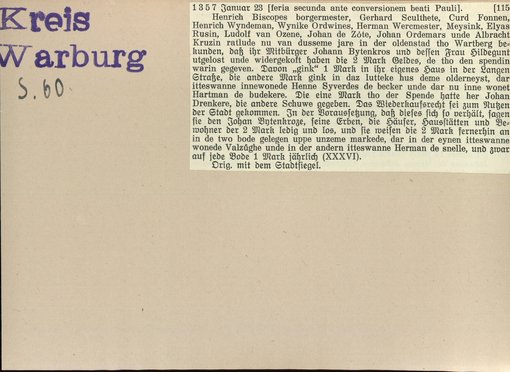 Kreis
Warburg
S. 60.
1357 Januar 23 [feria secunda ante conversionem beati Pauli]. [115
Henrich Biscopes borgermester, Gerhard Sculthete, Curd Fonnen,
Henrich Wyndeman, Wynike Ordwines, Herman Wercmester, Meysink, Elyas
Rusin, Ludolf van Ozene, Johan de Zôte, Johan Ordemars unde Albracht
Kruzin ratlude nu van dusseme jare in der oldenstad tho Wartberg be-
kunden, daß ihr Mitbürger Johann Bytenkros und dessen Frau Hildegunt
utgelost unde widergekoft haben die 2 Mark Geldes, de tho den spendin
warin gegeven. Davon „gink“ 1 Mark in ihr eigenes Haus in der Langen
Straße, die andere Mark gink in daz lutteke hus deme olderneyst, dar
itteswanne innewonede Henne Syverdes de becker unde dar nu inne wonet
Hartman de budekere. Die eine Mark tho der Spende hatte her Johan
Drenkere, die andere Schuwe gegeben. Das Wiederkaufsrecht sei zum Nutzen
der Stadt gekommen. In der Voraussetzung, daß dieses sich so verhält, sagen
sie den Johan Bytenkroze, seine Erben, die Häuser, Hausstätten und Be-
wohner der 2 Mark ledig und los, und sie weisen die 2 Mark fernerhin an
in de two bode gelegen uppe unzeme markede, dar in der eynen itteswanne
wonede Valzüghe unde in der andern itteswanne Herman de snelle, und zwar
auf jede Bode 1 Mark jährlich (XXXVI).
Orig. mit dem Stadtsiegel.